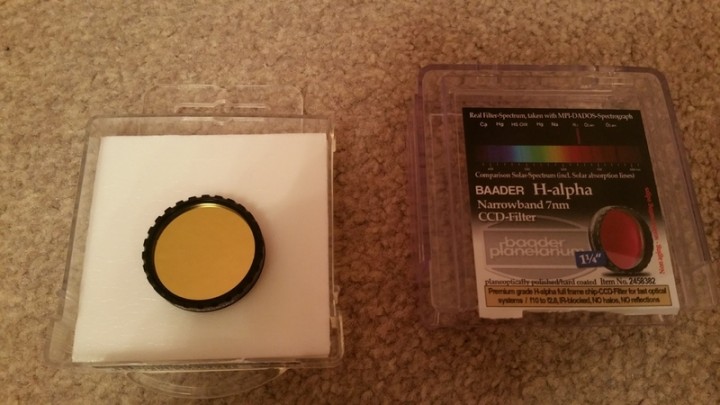 Real Filter-Spectrum, taken with MPI-DADOS-Spectrograph
Comparison Solar-Spectrum (incl. Solar absorption lines)
BAADER H-alpha
Narrowband 7nm
CCD-Filter
baader
planetarium
1¼"
planeoptically polished/hard coated Item No. 2458382
Premium grade H-alpha full frame chip-CCD-Filter for fast optical
systems / f10 to f2.8, IR-blocked, NO halos, NO reflections